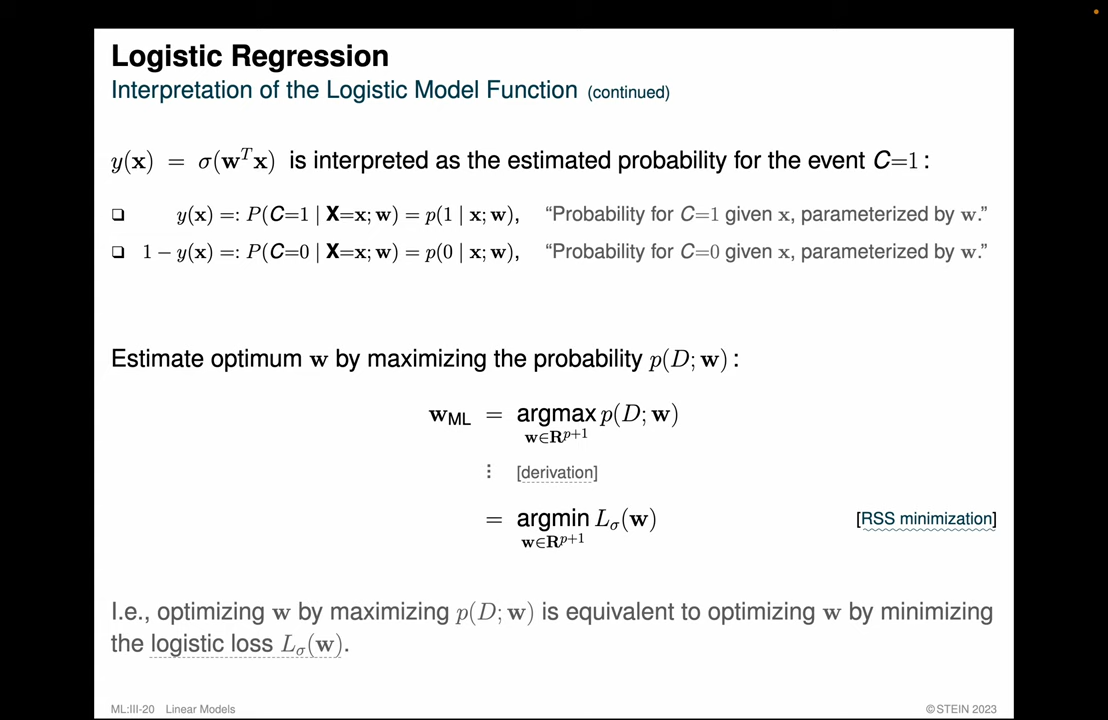 Logistic Regression
Interpretation of the Logistic Model Function (continued)
y(x) = σ(wᵀx) is interpreted as the estimated probability for the event C=1:
❑ y(x) =: P(C=1 | X=x; w) = p(1 | x; w), “Probability for C=1 given x, parameterized by w.”
❑ 1 − y(x) =: P(C=0 | X=x; w) = p(0 | x; w), “Probability for C=0 given x, parameterized by w.”
Estimate optimum w by maximizing the probability p(D; w):
w_ML = argmax p(D; w)
w∈R^{p+1}
⋮ [derivation]
= argmin L_σ(w) [RSS minimization]
w∈R^{p+1}
I.e., optimizing w by maximizing p(D; w) is equivalent to optimizing w by minimizing
the logistic loss L_σ(w).
ML:III-20 Linear Models ©STEIN 2023